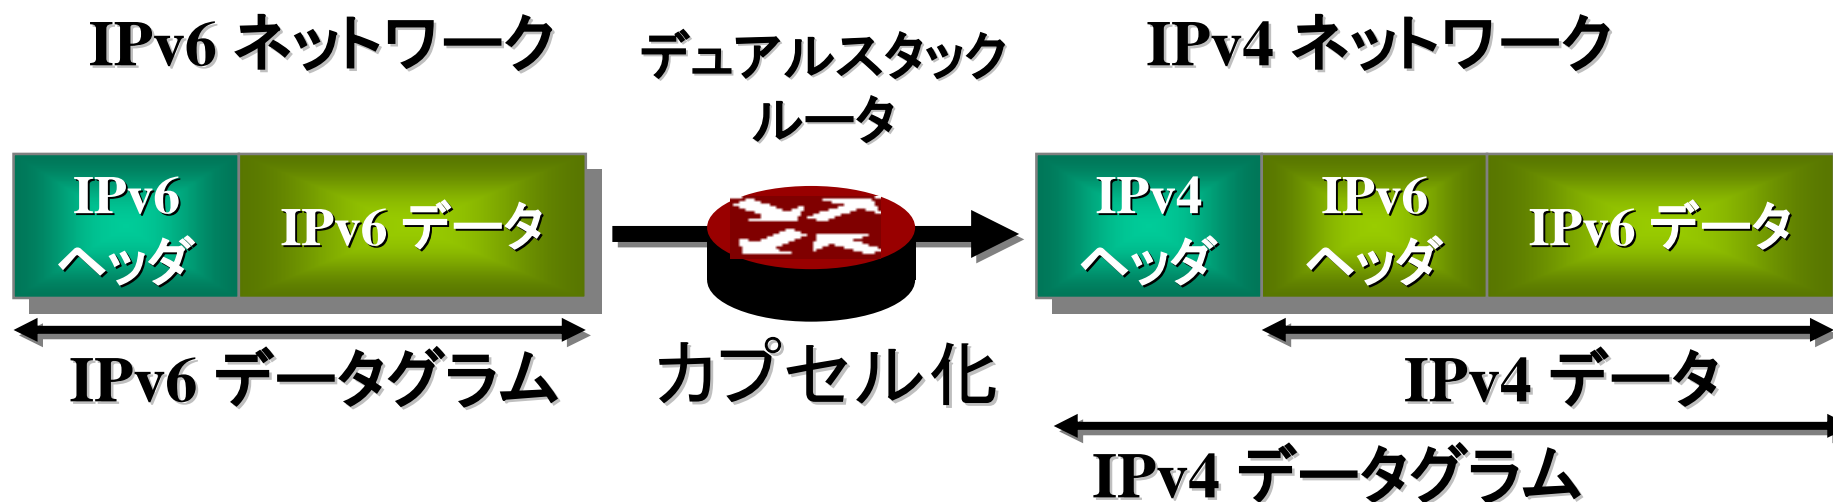 IPv6 ネットワーク
デュアルスタック
ルータ
IPv4 ネットワーク
IPv6
ヘッダ
IPv6 データ
IPv4
ヘッダ
IPv6
ヘッダ
IPv6 データ
IPv6 データグラム
カプセル化
IPv4 データ
IPv4 データグラム